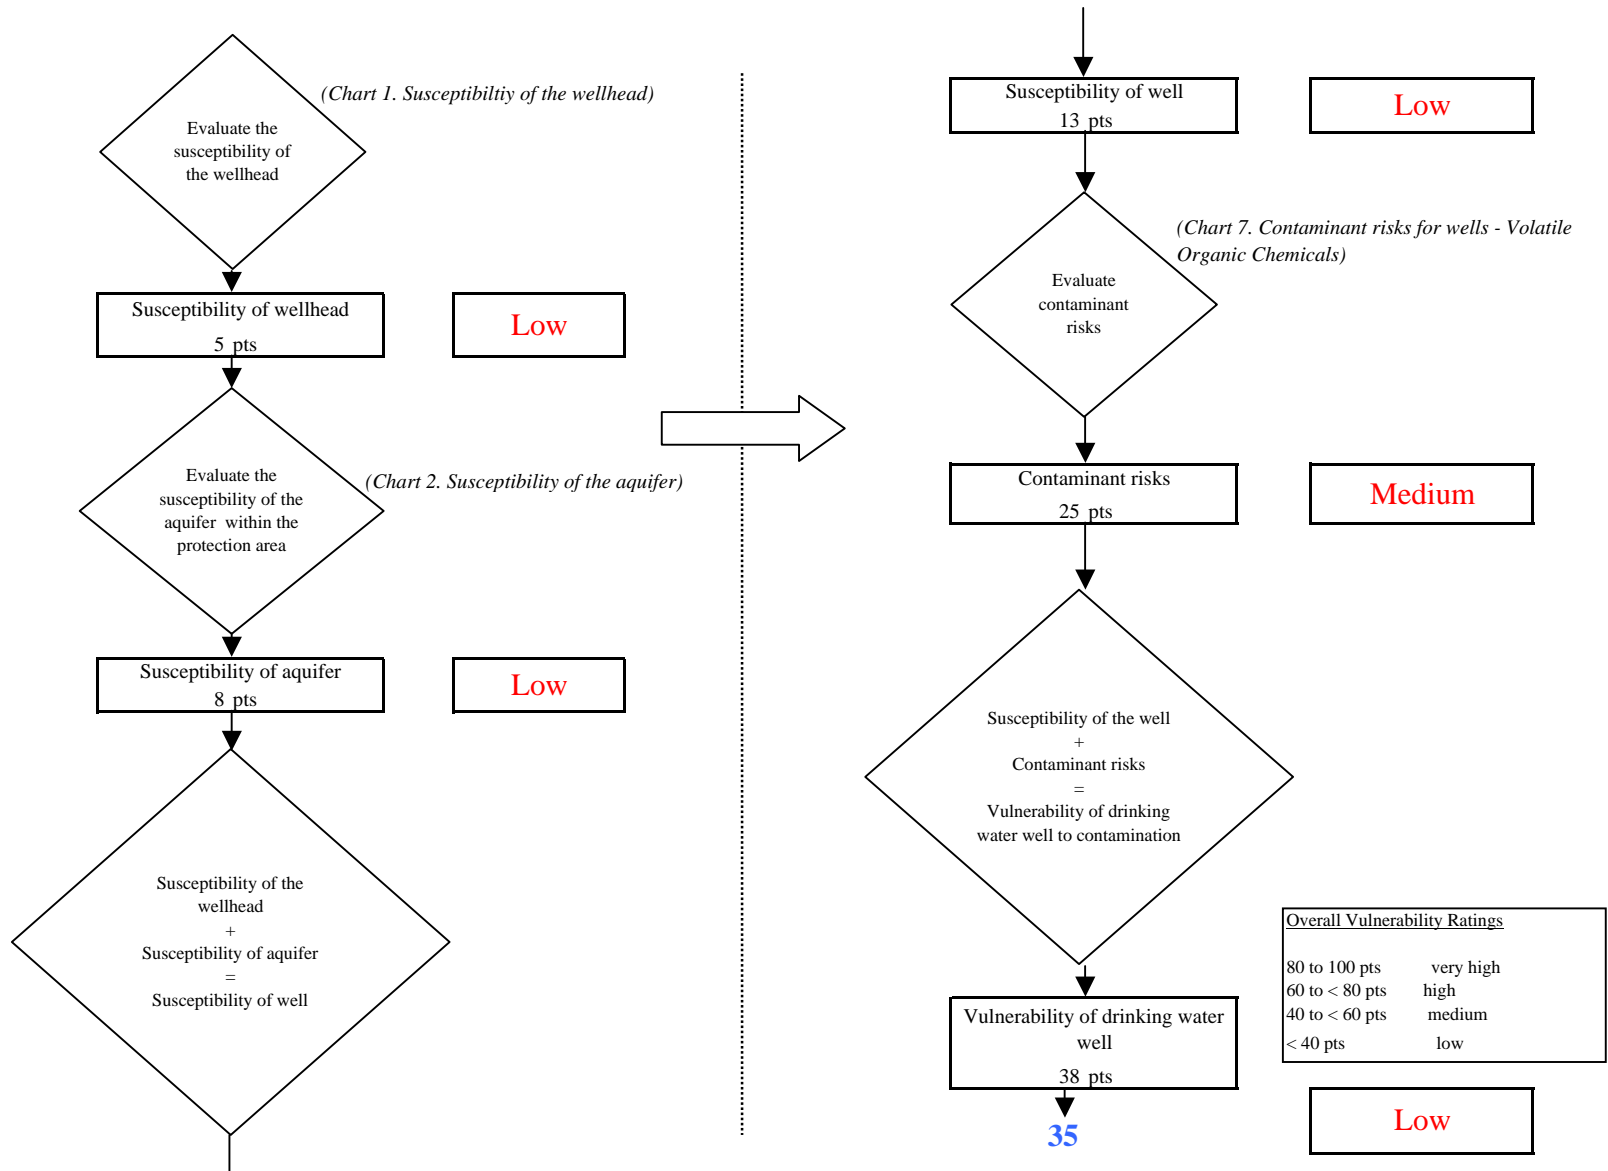 (Chart 1. Susceptibiltiy of the wellhead)
Evaluate the
susceptibility of
the wellhead
Susceptibility of wellhead
5 pts
Low
(Chart 2. Susceptibility of the aquifer)
Evaluate the
susceptibility of the
aquifer within the
protection area
Susceptibility of aquifer
8 pts
Low
Susceptibility of the
wellhead
+
Susceptibility of aquifer
=
Susceptibility of well
Susceptibility of well
13 pts
Low
(Chart 7. Contaminant risks for wells - Volatile
Organic Chemicals)
Evaluate
contaminant
risks
Contaminant risks
25 pts
Medium
Susceptibility of the well
+
Contaminant risks
=
Vulnerability of drinking
water well to contamination
Overall Vulnerability Ratings
80 to 100 pts very high
60 to < 80 pts high
40 to < 60 pts medium
< 40 pts low
Vulnerability of drinking water
well
38 pts
35
Low